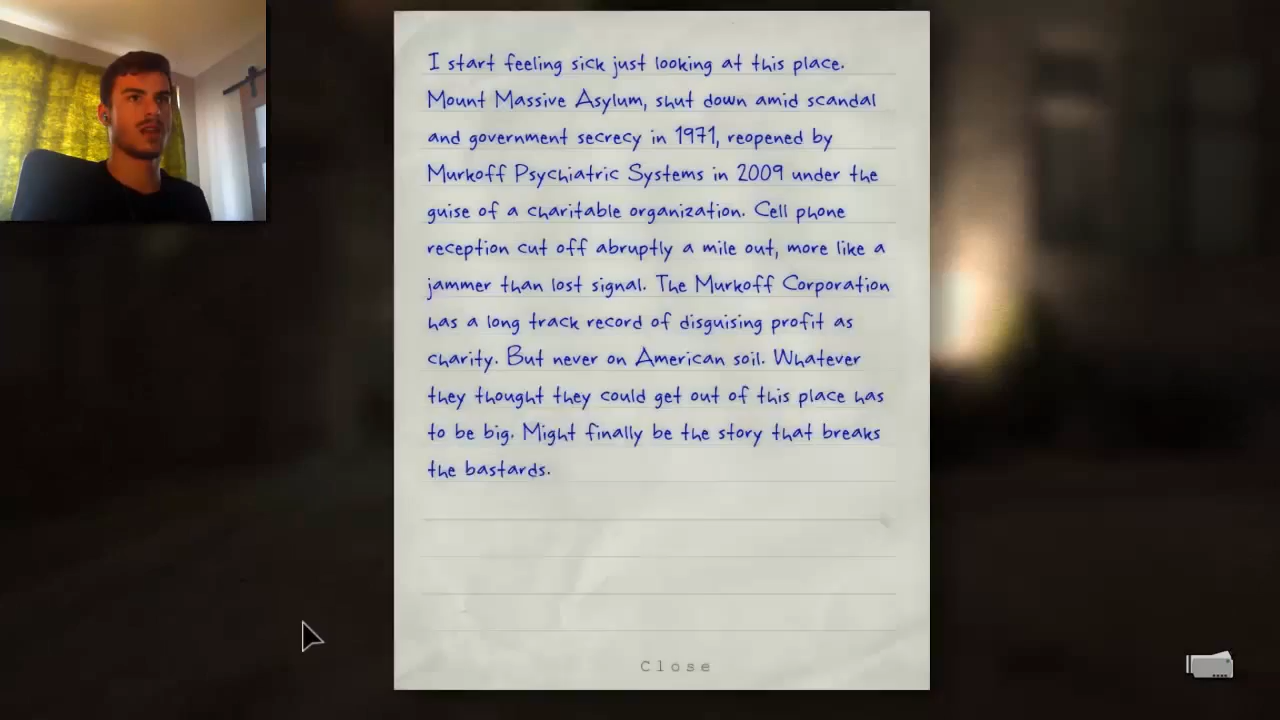 I start feeling sick just looking at this place.
Mount Massive Asylum, shut down amid scandal
and government secrecy in 1971, reopened by
Murkoff Psychiatric Systems in 2009 under the
guise of a charitable organization. Cell phone
reception cut off abruptly a mile out, more like a
jammer than lost signal. The Murkoff Corporation
has a long track record of disguising profit as
charity. But never on American soil. Whatever
they thought they could get out of this place has
to be big. Might finally be the story that breaks
the bastards.
Close